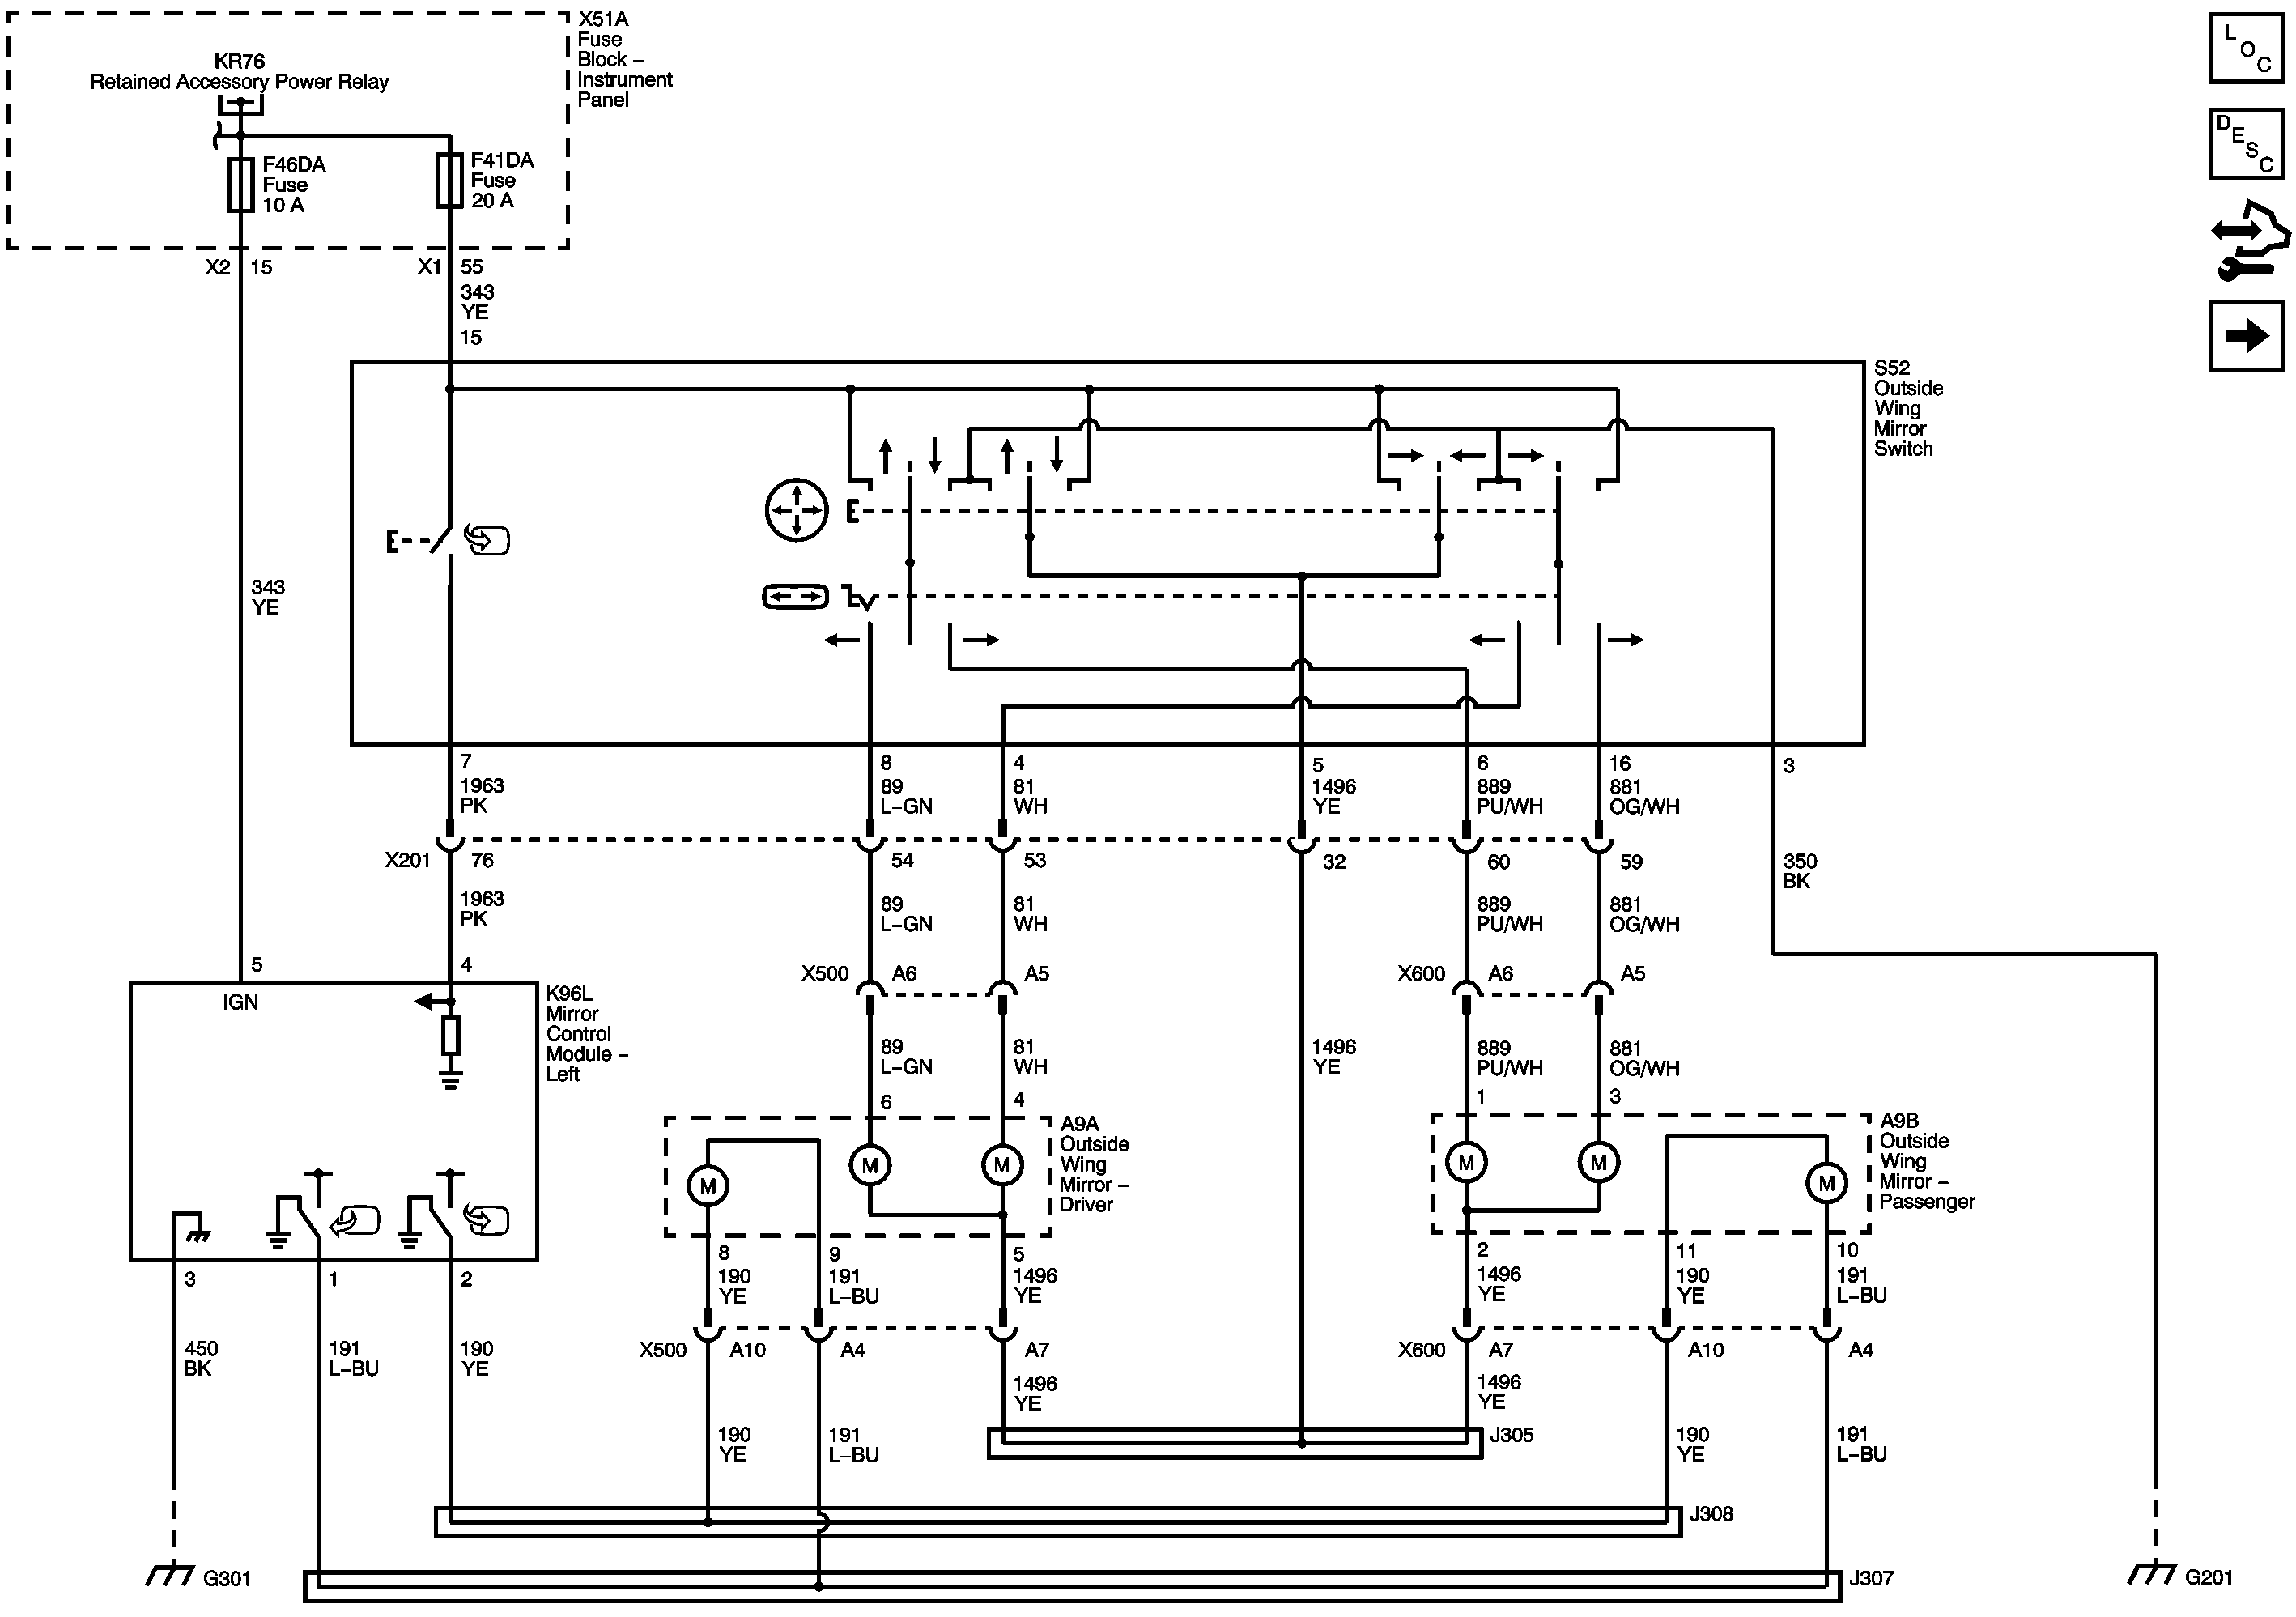 X51A
Fuse
Block –
Instrument
Panel
KR76
Retained Accessory Power Relay
F46DA
Fuse
10 A
F41DA
Fuse
20 A
X2 15
X1 55
343
YE
15
L O C
D E S C
S52
Outside
Wing
Mirror
Switch
343
YE
7
1963
PK
8
89
L–GN
4
81
WH
5
1496
YE
6
889
PU/WH
16
881
OG/WH
3
X201 76
54
53
32
60
59
350
BK
1963
PK
89
L–GN
81
WH
889
PU/WH
881
OG/WH
5
4
X500 A6
A5
X600 A6
A5
IGN
K96L
Mirror
Control
Module –
Left
89
L–GN
81
WH
1496
YE
889
PU/WH
881
OG/WH
6
4
1
3
A9A
Outside
Wing
Mirror –
Driver
A9B
Outside
Wing
Mirror –
Passenger
M
M
M
M
M
M
3
1
2
8
190
YE
9
191
L–BU
5
1496
YE
2
1496
YE
11
190
YE
10
191
L–BU
450
BK
191
L–BU
190
YE
X500 A10
A4
A7
X600 A7
A10
A4
1496
YE
1496
YE
190
YE
191
L–BU
J305
190
YE
191
L–BU
J308
G301
J307
G201